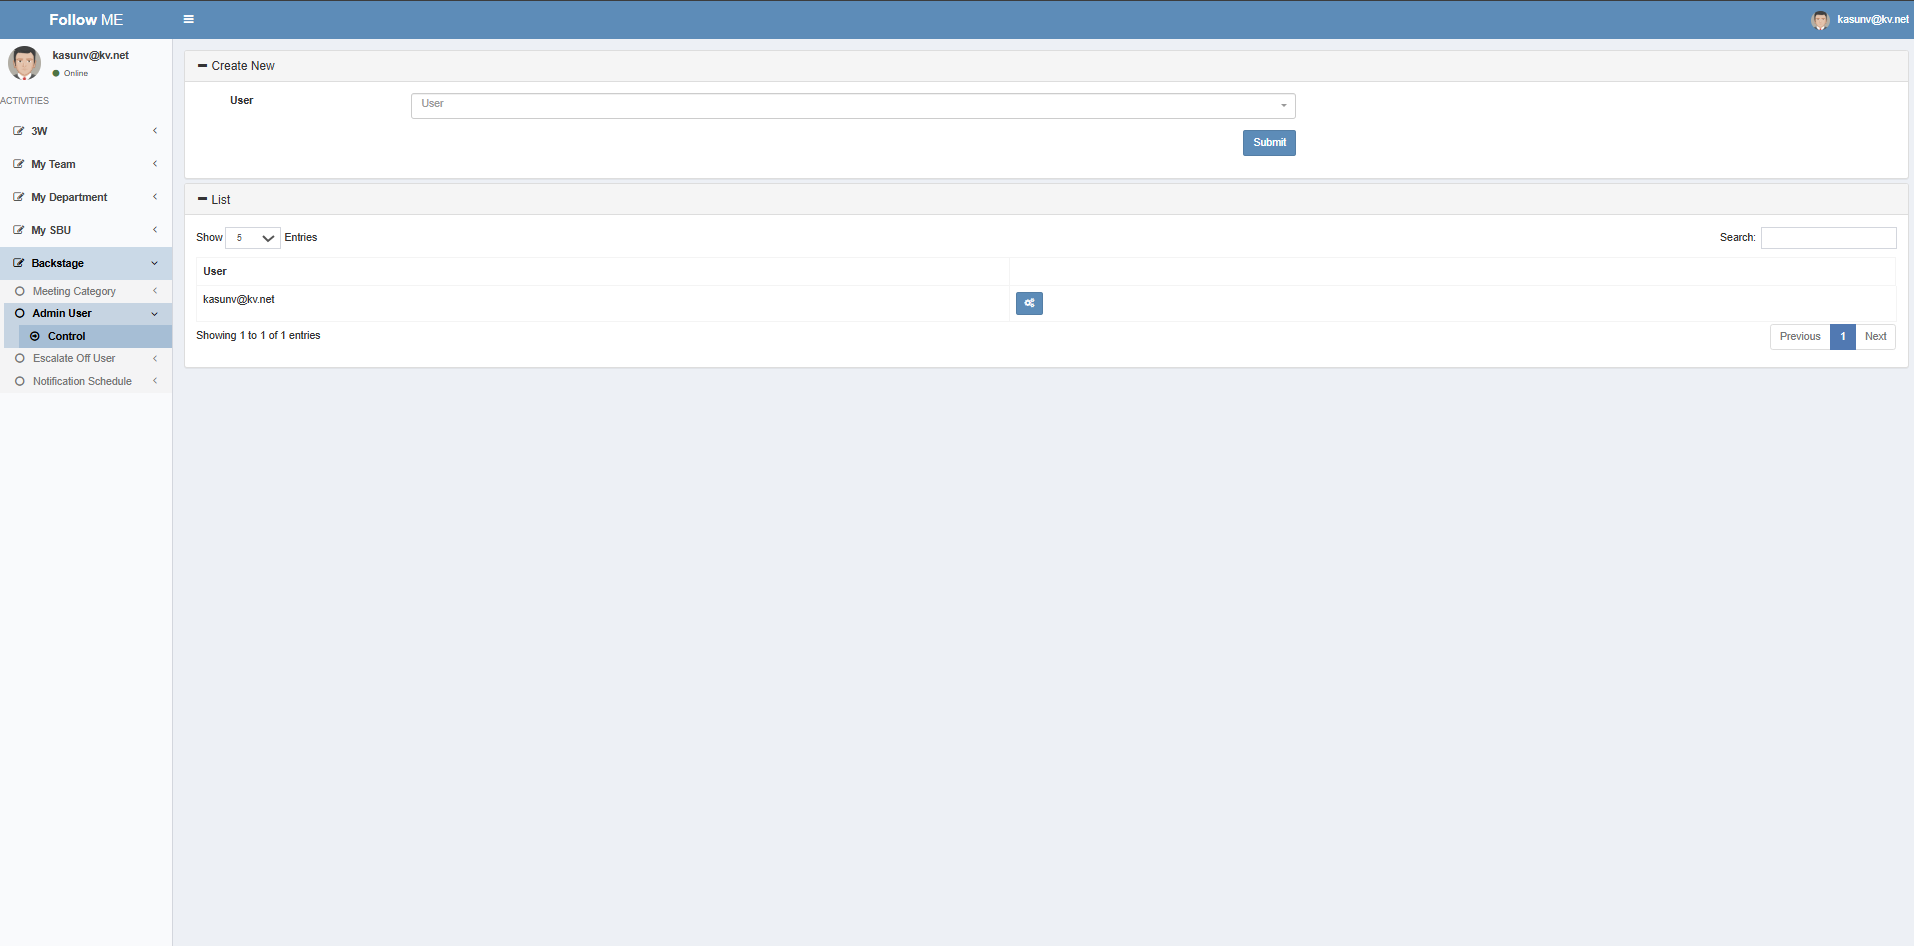 Follow ME
kasunv@kv.net
kasunv@kv.net
Online
ACTIVITIES
3W
My Team
My Department
My SBU
Backstage
Meeting Category
Admin User
Control
Escalate Off User
Notification Schedule
Create New
User
User
Submit
List
Show 5 Entries
Search:
User
kasunv@kv.net
Showing 1 to 1 of 1 entries
Previous 1 Next